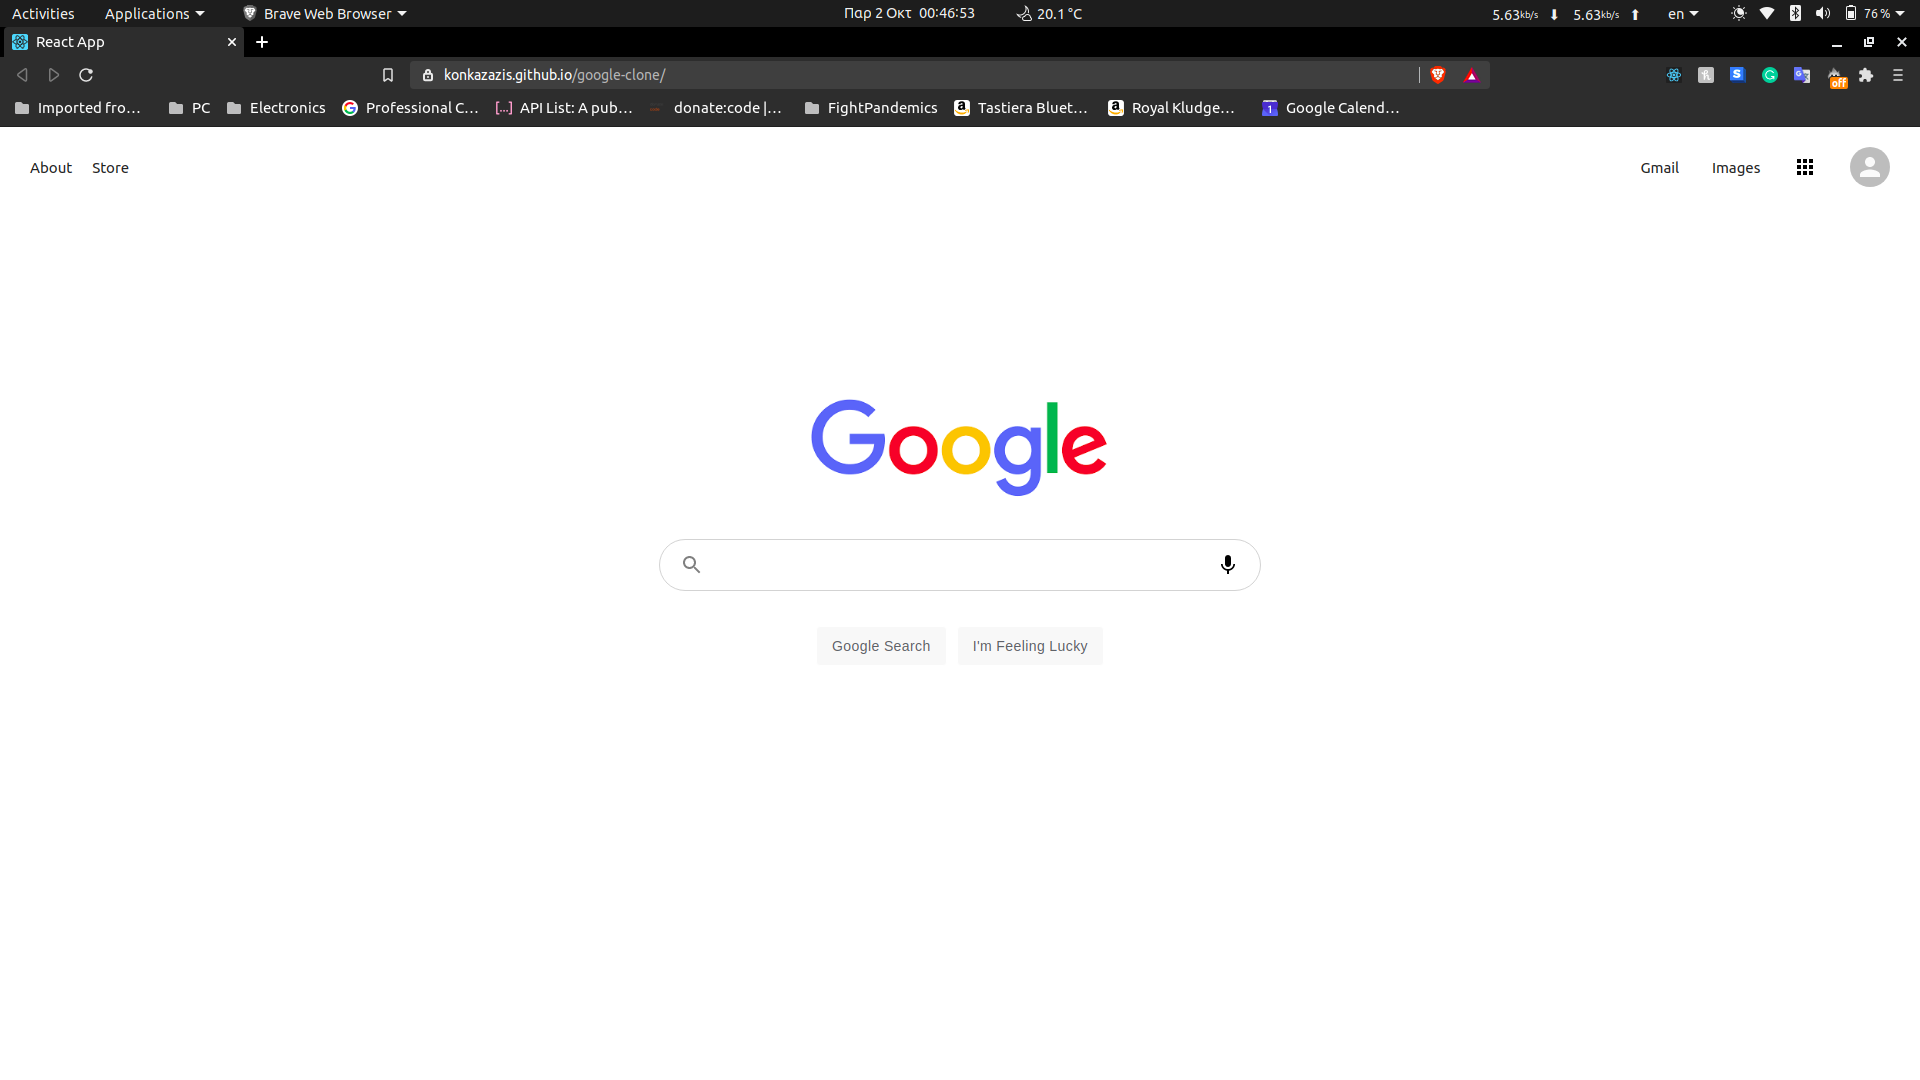 Activities Applications Brave Web Browser Παρ 2 Οκτ 00:46:53 20.1 °C 5.63kb/s 5.63kb/s en 76 %
React App
konkazazis.github.io/google-clone/ off
Imported fro… PC Electronics Professional C… API List: A pub… donate:code |… FightPandemics Tastiera Bluet… Royal Kludge… 1 Google Calend…
About Store Gmail Images
Google
Google Search I'm Feeling Lucky